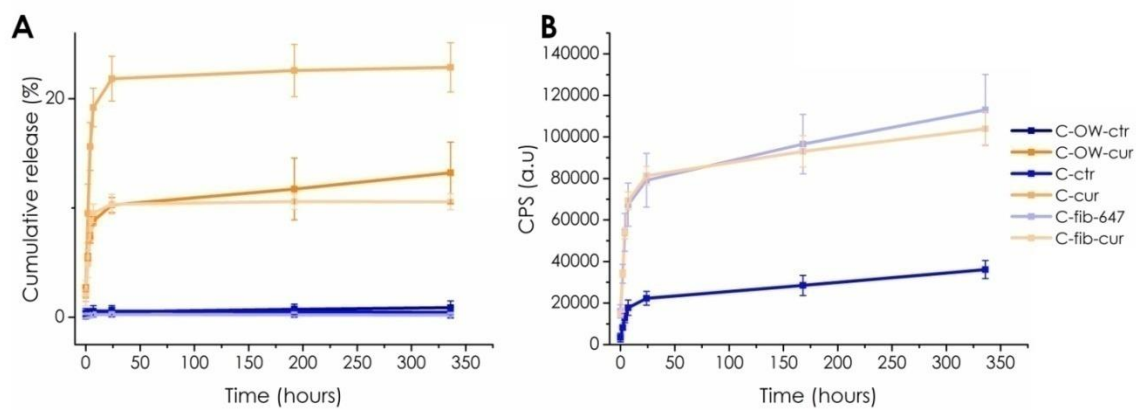 A
Cumulative release (%)
20
0
0 50 100 150 200 250 300 350
Time (hours)
B
CPS (a.u)
140000
120000
100000
80000
60000
40000
20000
0
0 50 100 150 200 250 300 350
Time (hours)
C-OW-ctr
C-OW-cur
C-ctr
C-cur
C-fib-647
C-fib-cur